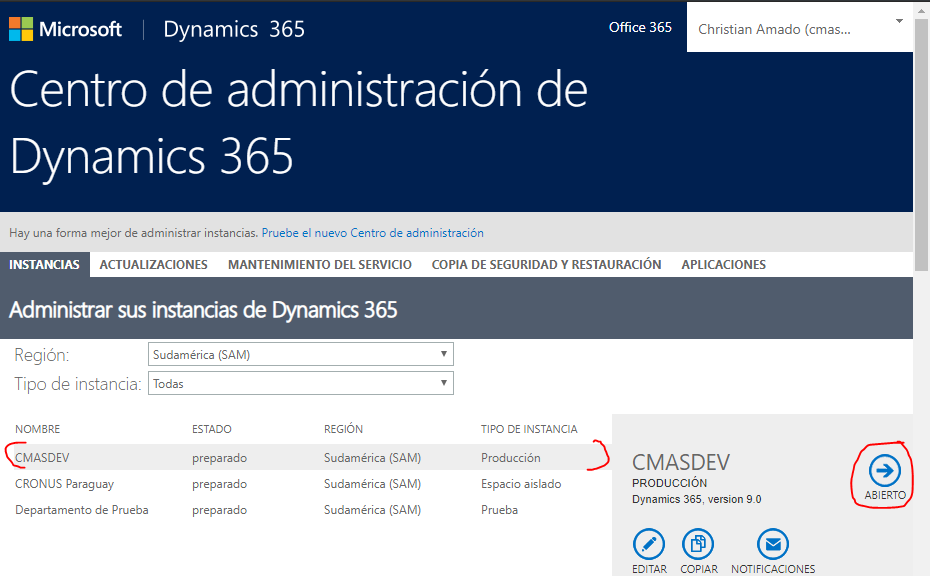 Microsoft | Dynamics 365 Office 365 Christian Amado (cmas...
Centro de administración de
Dynamics 365
Hay una forma mejor de administrar instancias. Pruebe el nuevo Centro de administración
INSTANCIAS ACTUALIZACIONES MANTENIMIENTO DEL SERVICIO COPIA DE SEGURIDAD Y RESTAURACIÓN APLICACIONES
Administrar sus instancias de Dynamics 365
Región: Sudamérica (SAM)
Tipo de instancia: Todas
NOMBRE ESTADO REGIÓN TIPO DE INSTANCIA
CMASDEV preparado Sudamérica (SAM) Producción
CRONUS Paraguay preparado Sudamérica (SAM) Espacio aislado
Departamento de Prueba preparado Sudamérica (SAM) Prueba
CMASDEV
PRODUCCIÓN
Dynamics 365, version 9.0
ABIERTO
EDITAR COPIAR NOTIFICACIONES